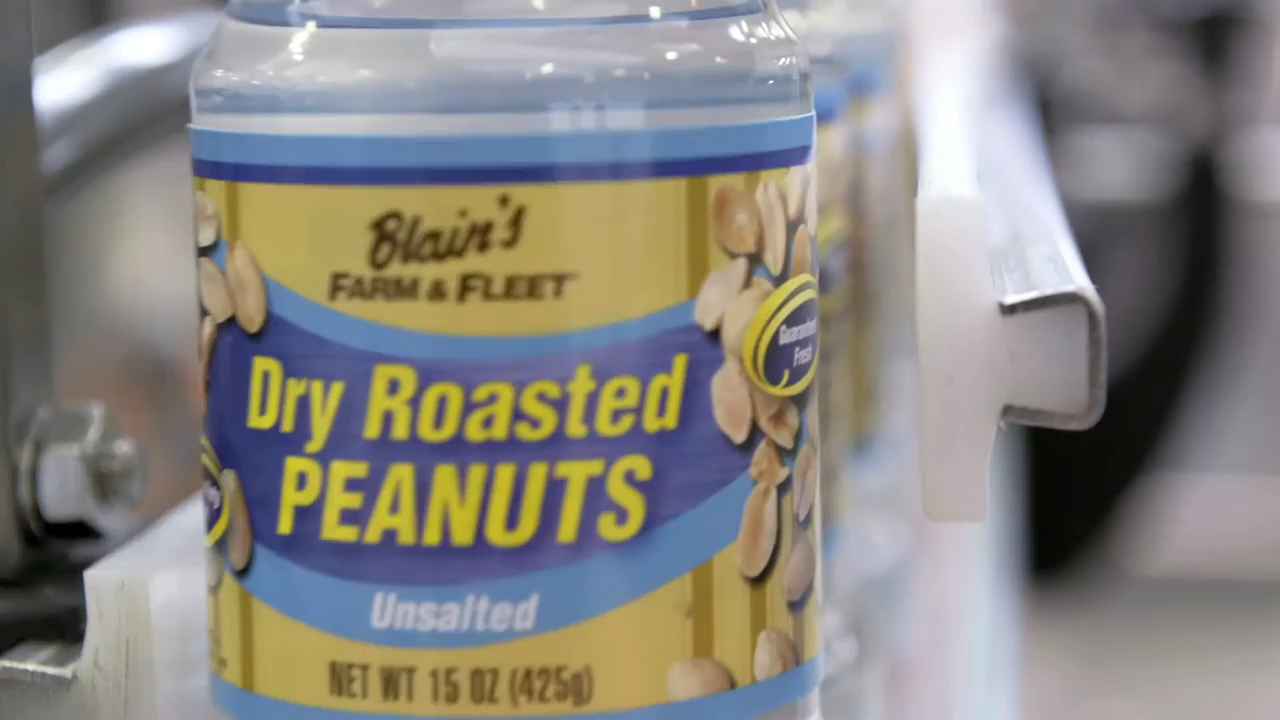 Blain's
FARM & FLEET
Guaranteed
Fresh
Dry Roasted
PEANUTS
Unsalted
NET WT 15 OZ (425g)